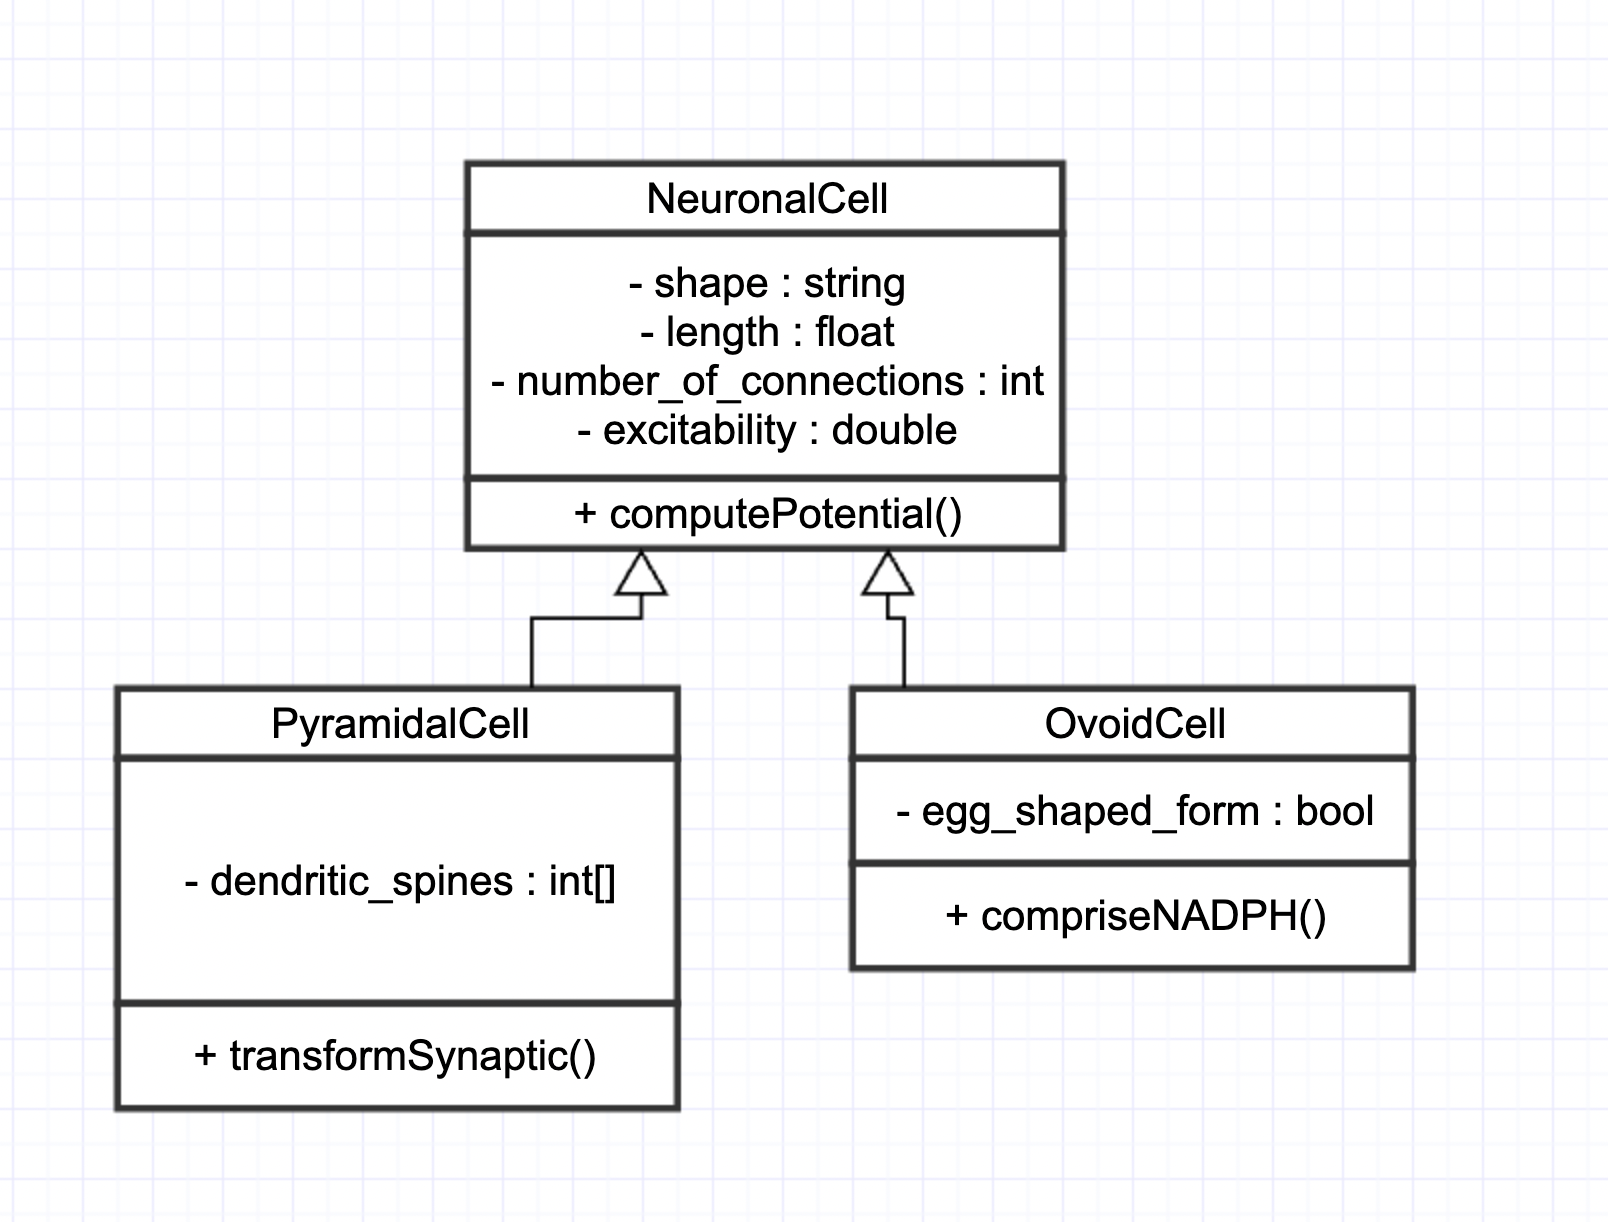 NeuronalCell
- shape : string
- length : float
- number_of_connections : int
- excitability : double
+ computePotential()
PyramidalCell
- dendritic_spines : int[]
+ transformSynaptic()
OvoidCell
- egg_shaped_form : bool
+ compriseNADPH()